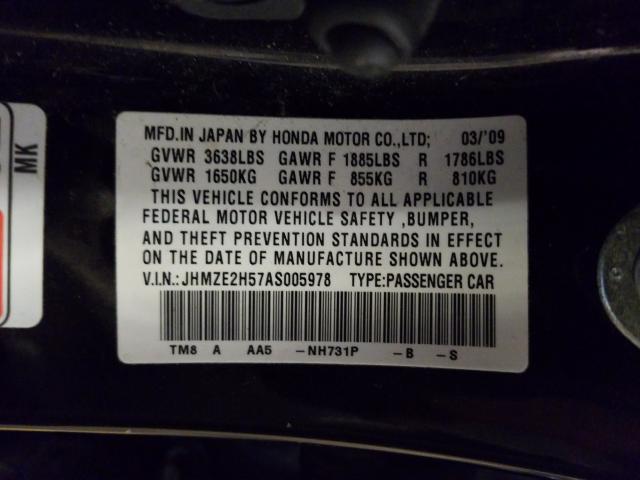 MK
MFD.IN JAPAN BY HONDA MOTOR CO.,LTD; 03/'09
GVWR 3638LBS GAWR F 1885LBS R 1786LBS
GVWR 1650KG GAWR F 855KG R 810KG
THIS VEHICLE CONFORMS TO ALL APPLICABLE
FEDERAL MOTOR VEHICLE SAFETY ,BUMPER,
AND THEFT PREVENTION STANDARDS IN EFFECT
ON THE DATE OF MANUFACTURE SHOWN ABOVE.
V.I.N.:JHMZE2H57AS005978 TYPE:PASSENGER CAR
TM8 A AA5 -NH731P -B -S